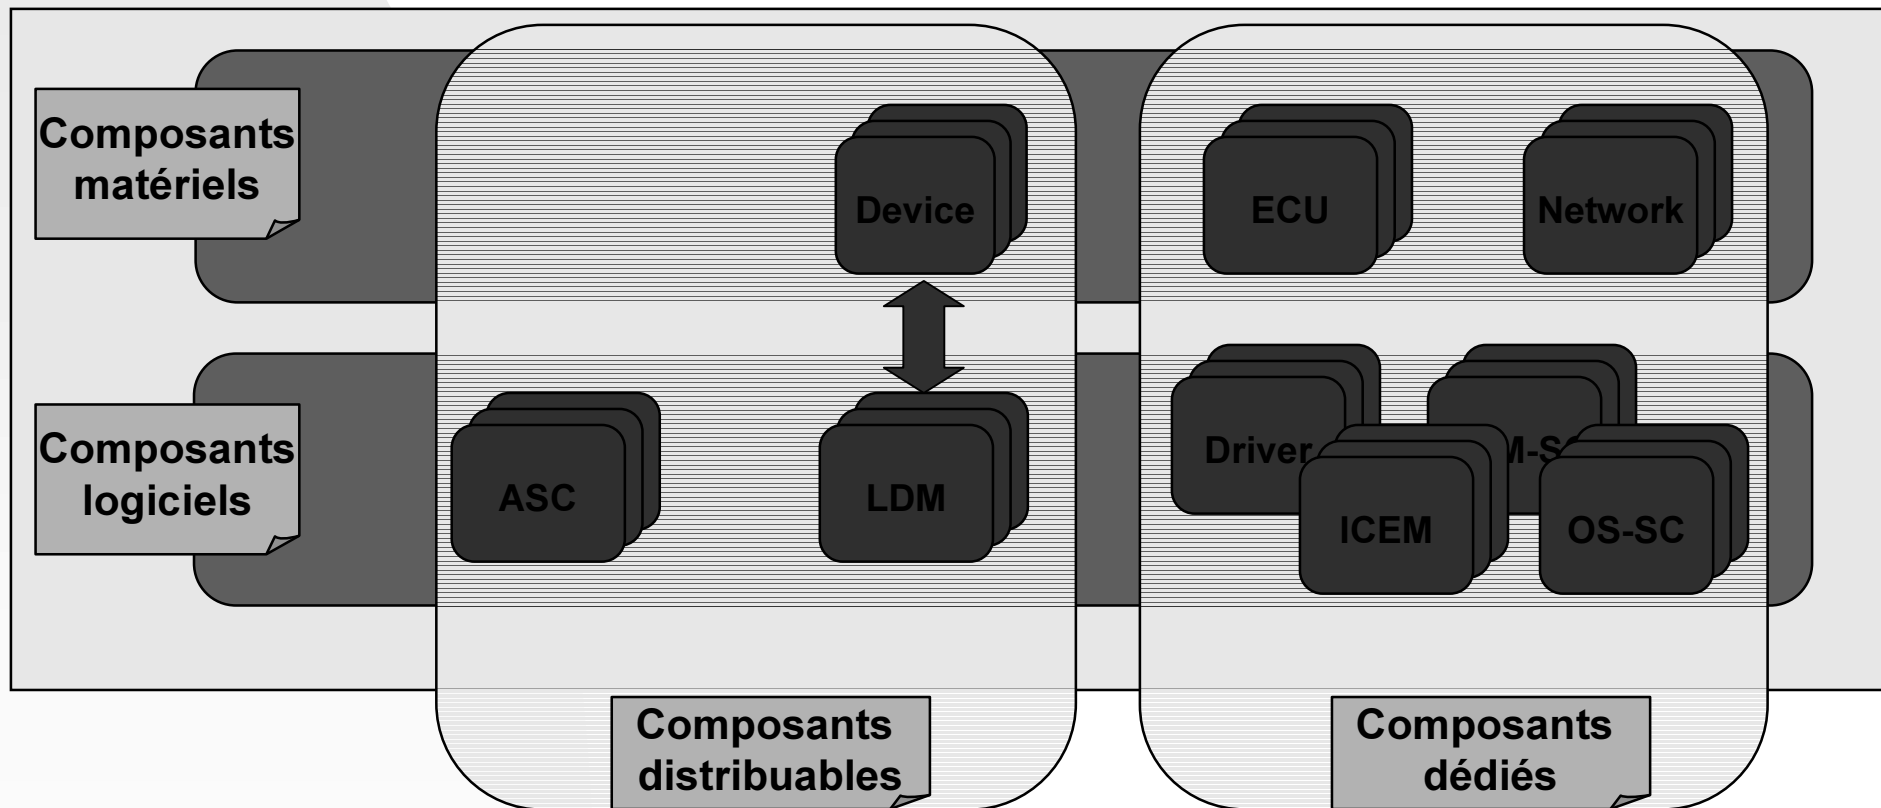 Composants
matériels
Device
ECU
Network
Composants
logiciels
ASC
LDM
Driver
ICEM
OS-SC
Composants
distribuables
Composants
dédiés